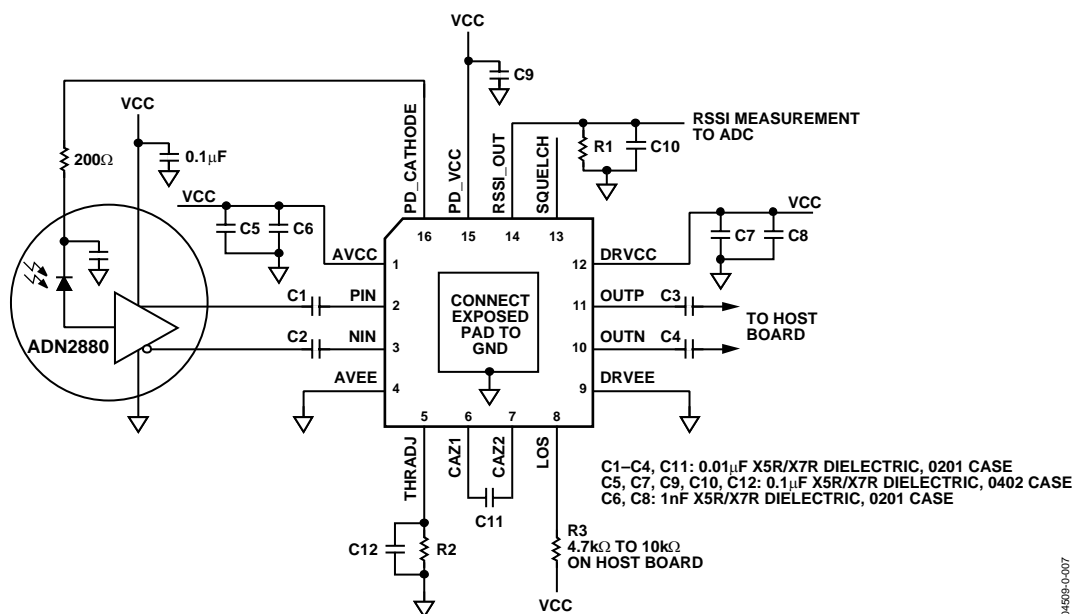 VCC
C9
VCC
RSSI MEASUREMENT
TO ADC
PD_CATHODE
PD_VCC
RSSI_OUT
SQUELCH
R1
C10
200Ω
0.1μF
VCC
C5
C6
VCC
C7
C8
16
15
14
13
AVCC
1
12
DRVCC
C1
PIN
2
11
OUTP
C3
CONNECT
EXPOSED
PAD TO
GND
TO HOST
BOARD
ADN2880
C2
NIN
3
10
OUTN
C4
AVEE
4
9
DRVEE
5
6
7
8
THRADJ
CAZ1
CAZ2
LOS
C1–C4, C11: 0.01μF X5R/X7R DIELECTRIC, 0201 CASE
C5, C7, C9, C10, C12: 0.1μF X5R/X7R DIELECTRIC, 0402 CASE
C6, C8: 1nF X5R/X7R DIELECTRIC, 0201 CASE
C11
C12
R2
R3
4.7kΩ TO 10kΩ
ON HOST BOARD
VCC
04509-0-007